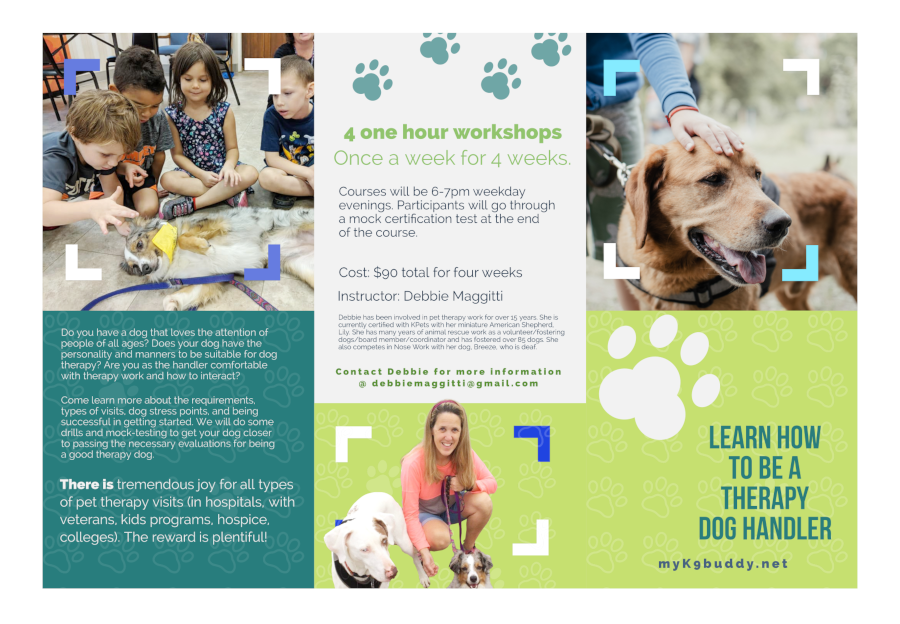 Do you have a dog that loves the attention of
people of all ages? Does your dog have the
personality and manners to be suitable for dog
therapy? Are you as the handler comfortable
with therapy work and how to interact?
Come learn more about the requirements,
types of visits, dog stress points, and being
successful in getting started. We will do some
drills and mock-testing to get your dog closer
to passing the necessary evaluations for being
a good therapy dog.
There is tremendous joy for all types
of pet therapy visits (in hospitals, with
veterans, kids programs, hospice,
colleges). The reward is plentiful!
4 one hour workshops
Once a week for 4 weeks.
Courses will be 6-7pm weekday
evenings. Participants will go through
a mock certification test at the end
of the course.
Cost: $90 total for four weeks
Instructor: Debbie Maggitti
Debbie has been involved in pet therapy work for over 15 years. She is
currently certified with KPets with her miniature American Shepherd,
Lily. She has many years of animal rescue work as a volunteer/fostering
dogs/board member/coordinator and has fostered over 85 dogs. She
also competes in Nose Work with her dog, Breeze, who is deaf.
Contact Debbie for more information
@ debbiemaggitti@gmail.com
LEARN HOW
TO BE A
THERAPY
DOG HANDLER
myK9buddy.net